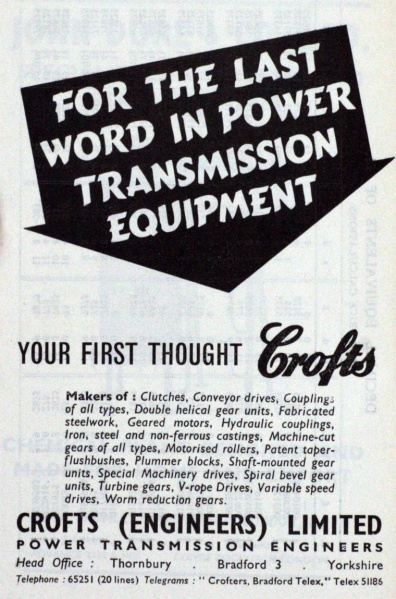 FOR THE LAST
WORD IN POWER
TRANSMISSION
EQUIPMENT
YOUR FIRST THOUGHT Crofts
Makers of : Clutches, Conveyor drives, Couplings
of all types, Double helical gear units, Fabricated
steelwork, Geared motors, Hydraulic couplings,
Iron, steel and non-ferrous castings, Machine-cut
gears of all types, Motorised rollers, Patent taper-
flushbushes, Plummer blocks, Shaft-mounted gear
units, Special Machinery drives, Spiral bevel gear
units, Turbine gears, V-rope Drives, Variable speed
drives, Worm reduction gears.
CROFTS (ENGINEERS) LIMITED
POWER TRANSMISSION ENGINEERS
Head Office : Thornbury . Bradford 3 . Yorkshire
Telephone : 65251 (20 lines) Telegrams : " Crofters, Bradford Telex," Telex 51186